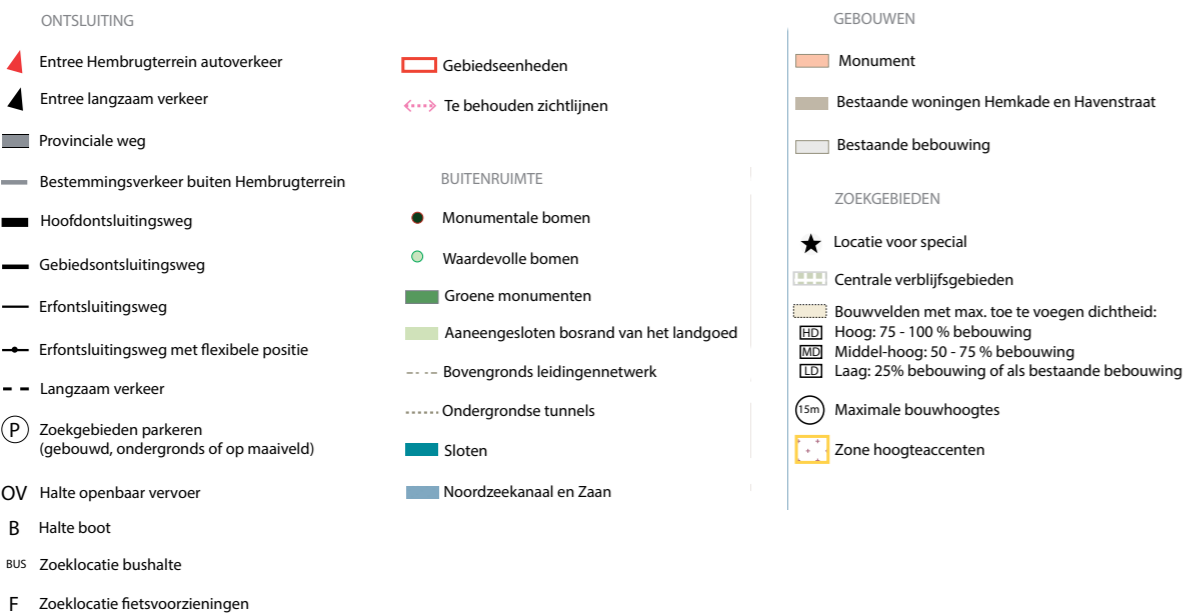 ONTSLUITING
Entree Hembrugterrein autoverkeer
Entree langzaam verkeer
Provinciale weg
Bestemmingsverkeer buiten Hembrugterrein
Hoofdontsluitingsweg
Gebiedsontsluitingsweg
Erfontsluitingsweg
Erfontsluitingsweg met flexibele positie
Langzaam verkeer
P Zoekgebieden parkeren
(gebouwd, ondergronds of op maaiveld)
OV Halte openbaar vervoer
B Halte boot
BUS Zoeklocatie bushalte
F Zoeklocatie fietsvoorzieningen
Gebiedseenheden
Te behouden zichtlijnen
BUITENRUIMTE
Monumentale bomen
Waardevolle bomen
Groene monumenten
Aaneengesloten bosrand van het landgoed
Bovengronds leidingennetwerk
Ondergrondse tunnels
Sloten
Noordzeekanaal en Zaan
GEBOUWEN
Monument
Bestaande woningen Hemkade en Havenstraat
Bestaande bebouwing
ZOEKGEBIEDEN
Locatie voor special
Centrale verblijfsgebieden
Bouwvelden met max. toe te voegen dichtheid:
HD Hoog: 75 - 100 % bebouwing
MD Middel-hoog: 50 - 75 % bebouwing
LD Laag: 25% bebouwing of als bestaande bebouwing
15m Maximale bouwhoogtes
Zone hoogteaccenten